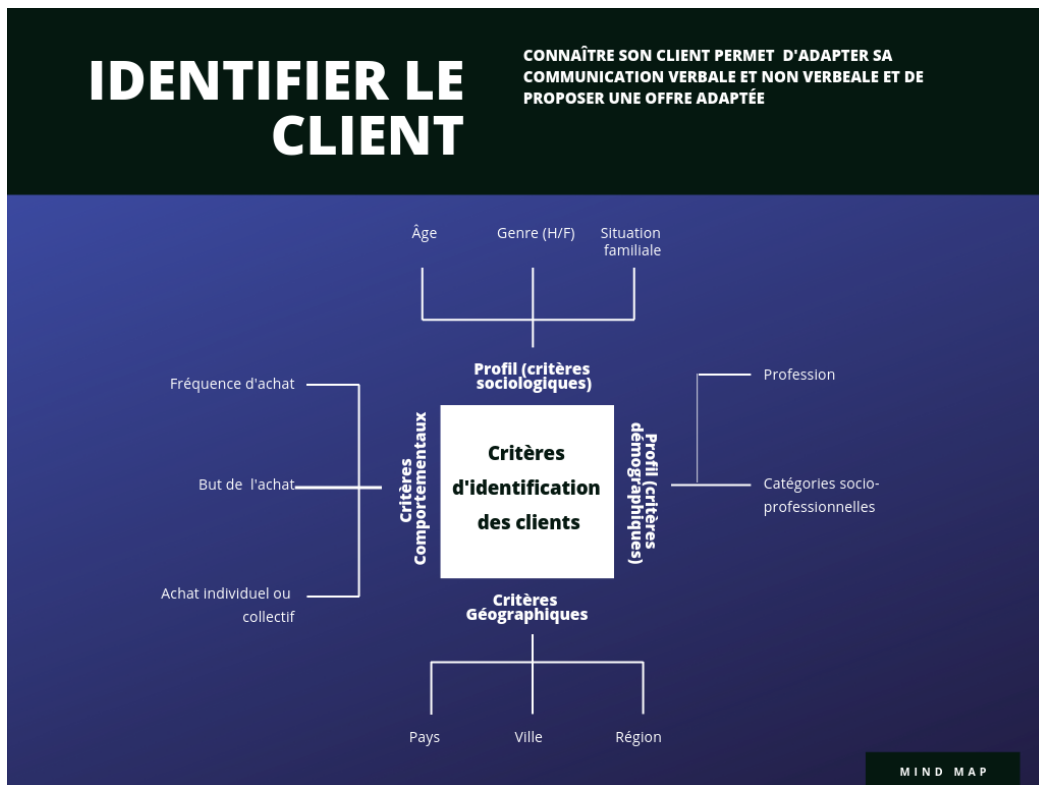 IDENTIFIER LE
CLIENT
CONNAÎTRE SON CLIENT PERMET D'ADAPTER SA
COMMUNICATION VERBALE ET NON VERBEALE ET DE
PROPOSER UNE OFFRE ADAPTÉE
Âge
Genre (H/F)
Situation
familiale
Profil (critères
sociologiques)
Fréquence d'achat
But de l'achat
Achat individuel ou
collectif
Critères
Comportementaux
Critères
d'identification
des clients
Profil (critères
démographiques)
Profession
Catégories socio-
professionnelles
Critères
Géographiques
Pays
Ville
Région
MIND MAP